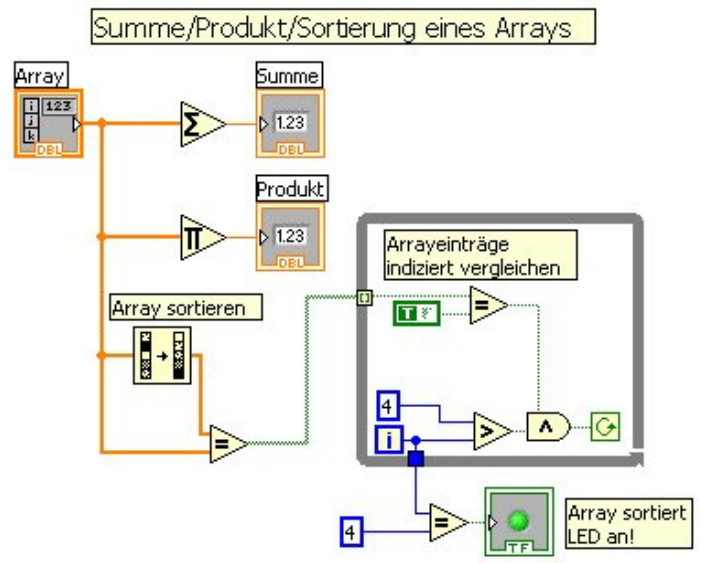 Summe/Produkt/Sortierung eines Arrays
Array
Summe
i
123
j
k
DBL
Σ
1.23
DBL
Produkt
π
1.23
DBL
Arrayeinträge
indiziert vergleichen
Array sortieren
[]
=
T F
4
>
∧
i
=
4
=
TF
Array sortiert
LED an!